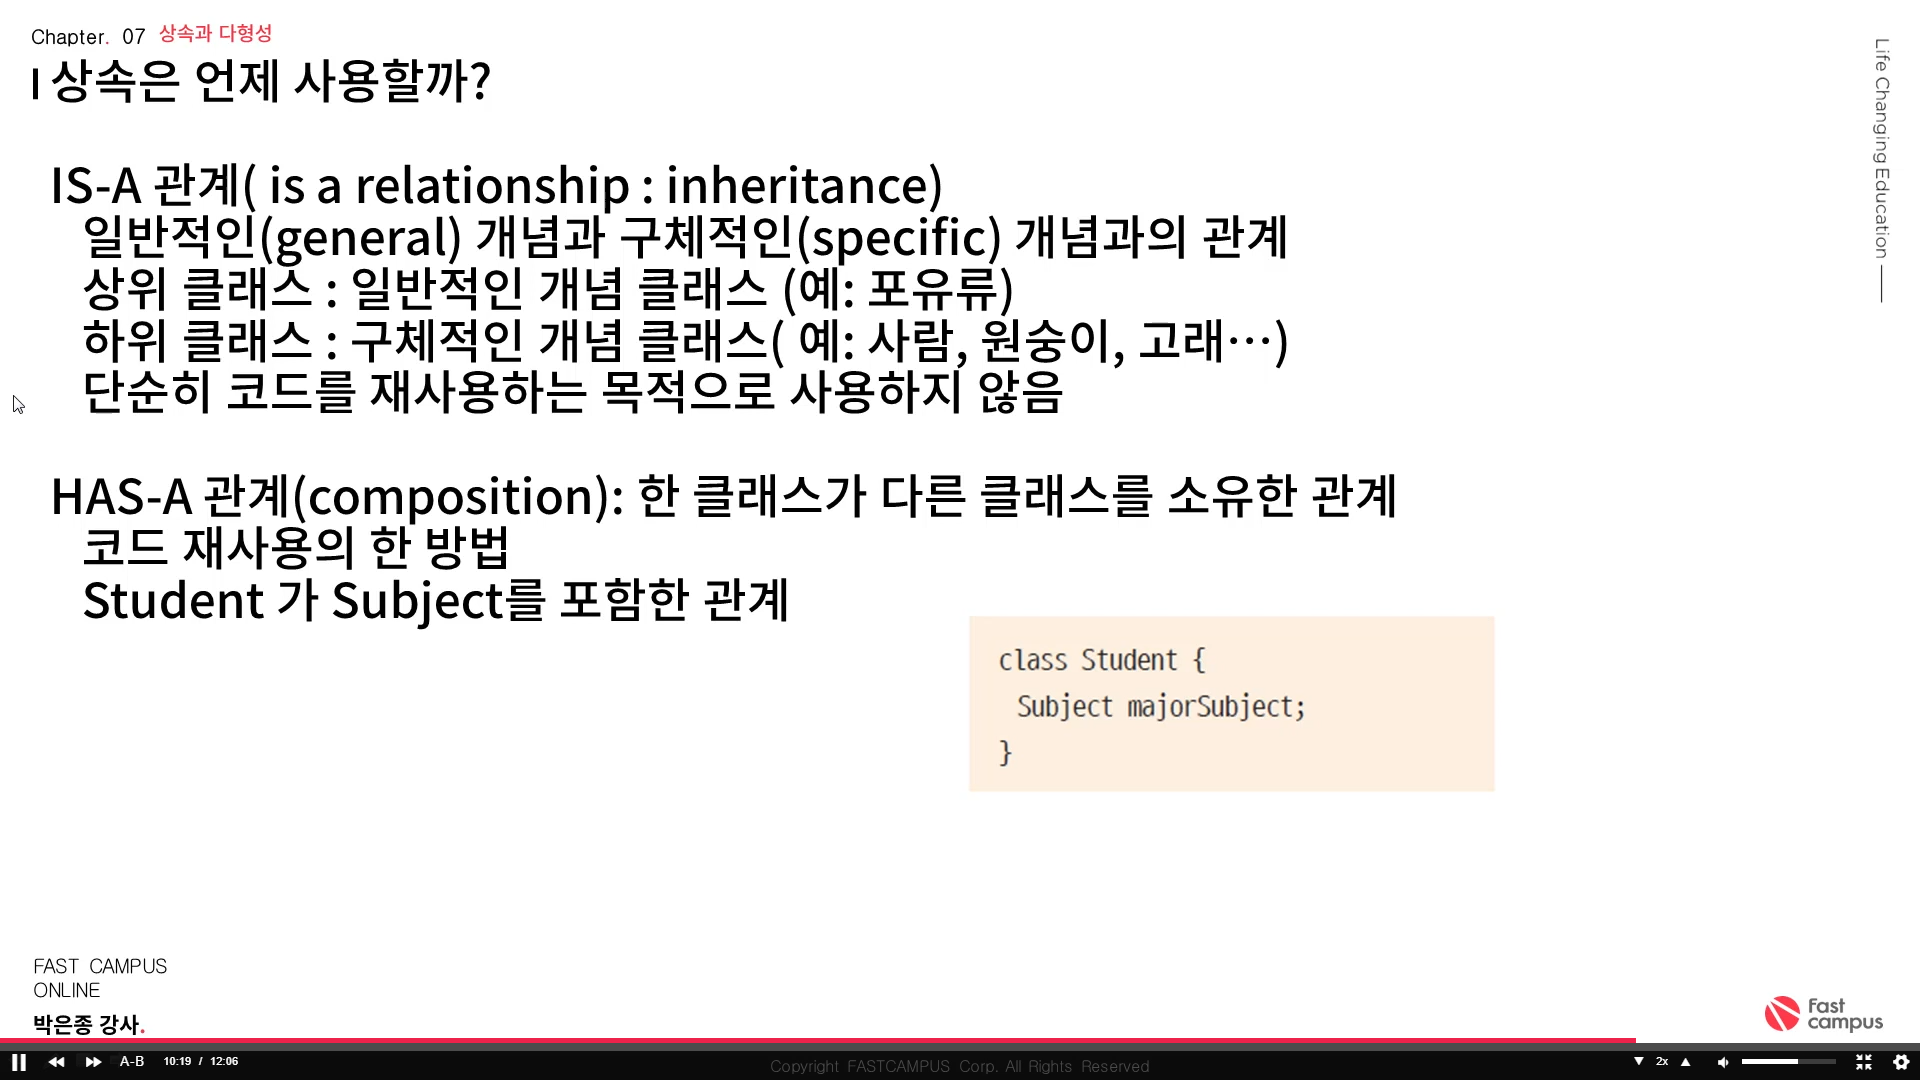 Chapter. 07 상속과 다형성
상속은 언제 사용할까?
IS-A 관계( is a relationship : inheritance)
일반적인(general) 개념과 구체적인(specific) 개념과의 관계
상위 클래스 : 일반적인 개념 클래스 (예: 포유류)
하위 클래스 : 구체적인 개념 클래스( 예: 사람, 원숭이, 고래…)
단순히 코드를 재사용하는 목적으로 사용하지 않음
HAS-A 관계(composition): 한 클래스가 다른 클래스를 소유한 관계
코드 재사용의 한 방법
Student 가 Subject를 포함한 관계
class Student {
Subject majorSubject;
}
Life Changing Education
FAST CAMPUS
ONLINE
박은종 강사.
Fast
campus
A-B 10:19 / 12:06
Copyright FASTCAMPUS Corp. All Rights Reserved
2x